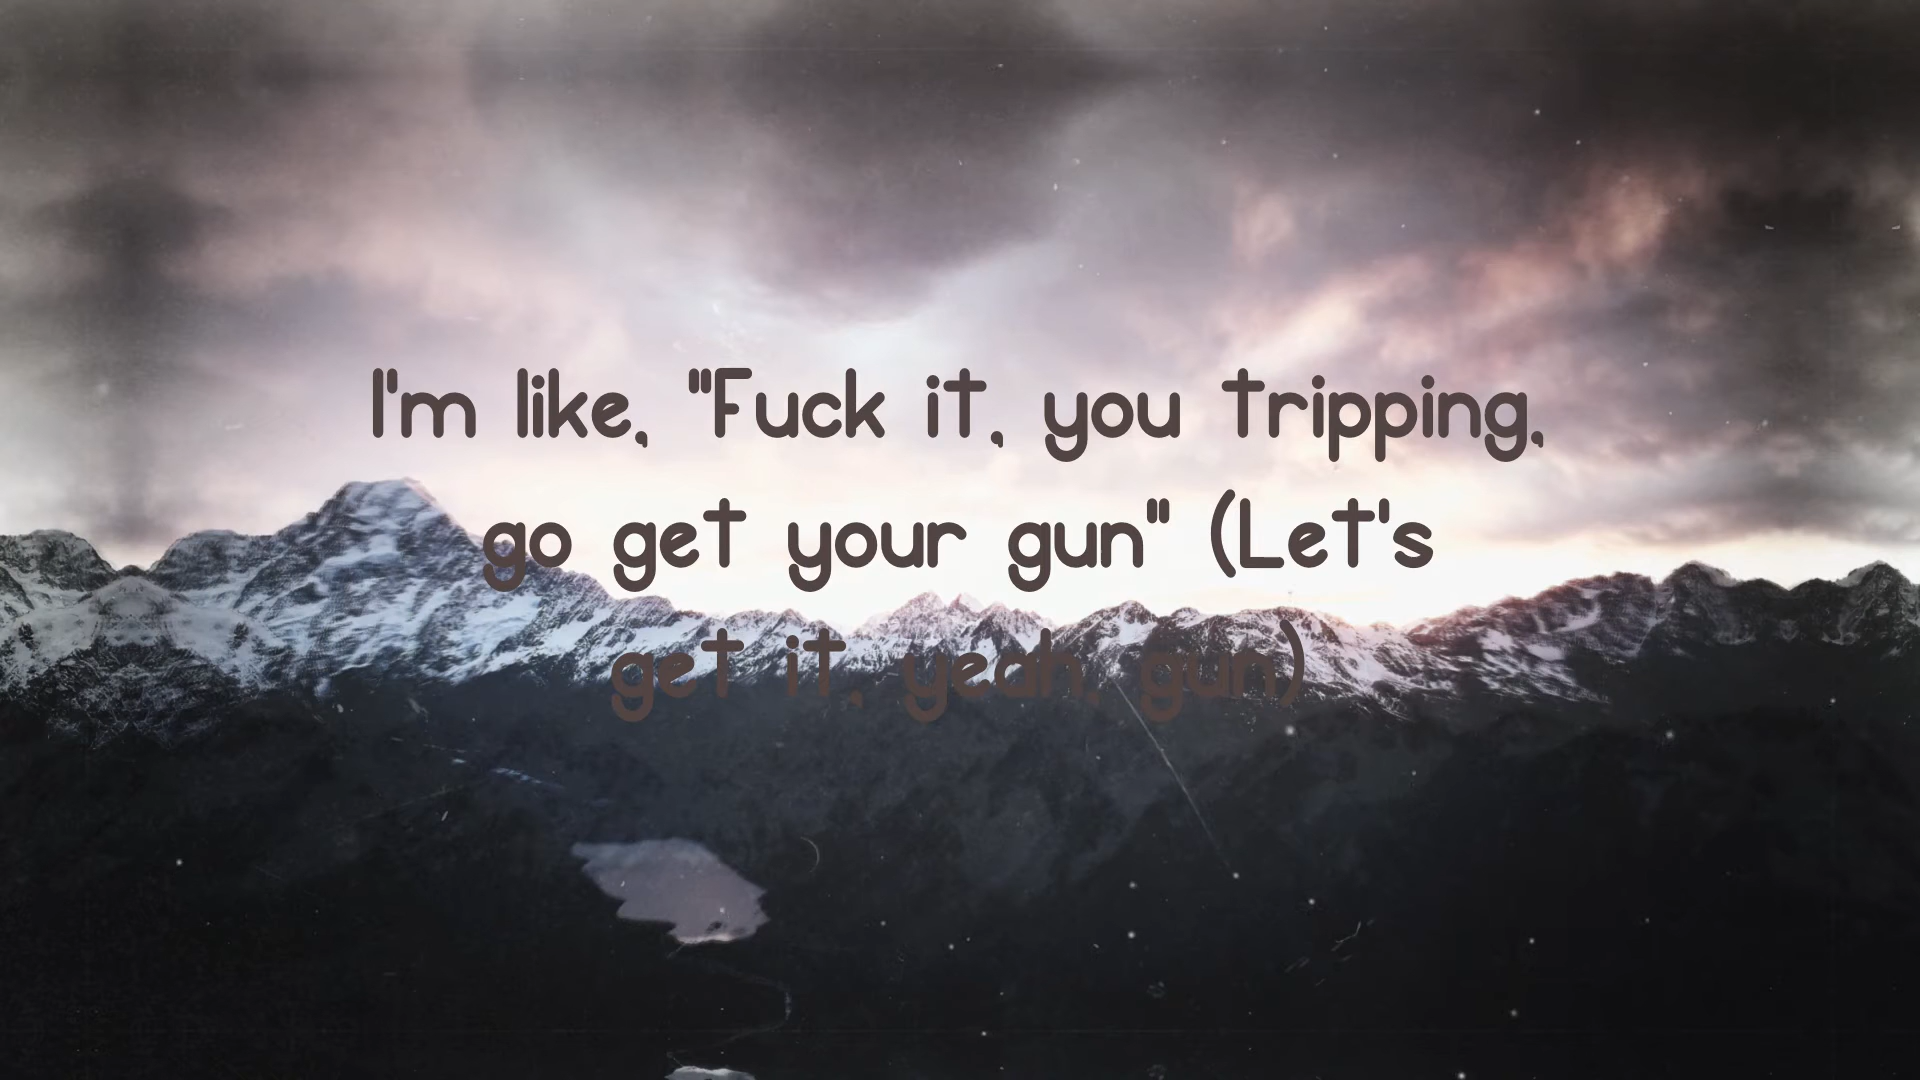 I'm like, "Fuck it, you tripping,
go get your gun" (Let's
get it, yeah, gun)